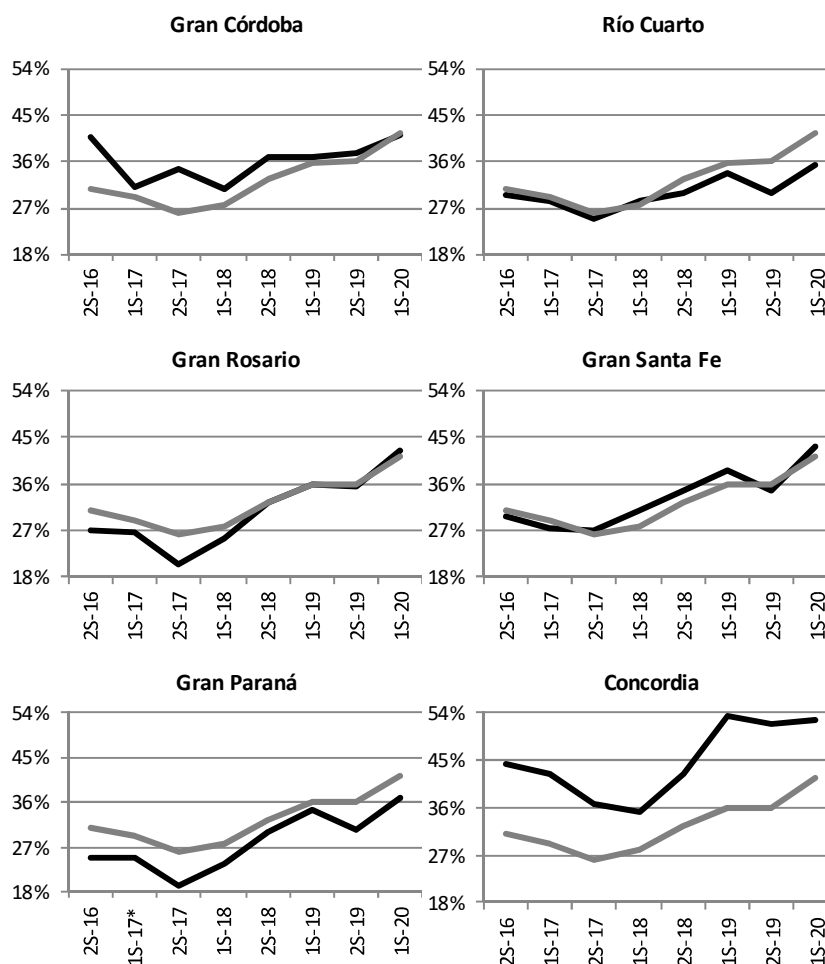 Gran Córdoba
54%
45%
36%
27%
18%
2S-16
1S-17
2S-17
1S-18
2S-18
1S-19
2S-19
1S-20
Río Cuarto
54%
45%
36%
27%
18%
2S-16
1S-17
2S-17
1S-18
2S-18
1S-19
2S-19
1S-20
Gran Rosario
54%
45%
36%
27%
18%
2S-16
1S-17
2S-17
1S-18
2S-18
1S-19
2S-19
1S-20
Gran Santa Fe
54%
45%
36%
27%
18%
2S-16
1S-17
2S-17
1S-18
2S-18
1S-19
2S-19
1S-20
Gran Paraná
54%
45%
36%
27%
18%
2S-16
1S-17*
2S-17
1S-18
2S-18
1S-19
2S-19
1S-20
Concordia
54%
45%
36%
27%
18%
2S-16
1S-17
2S-17
1S-18
2S-18
1S-19
2S-19
1S-20